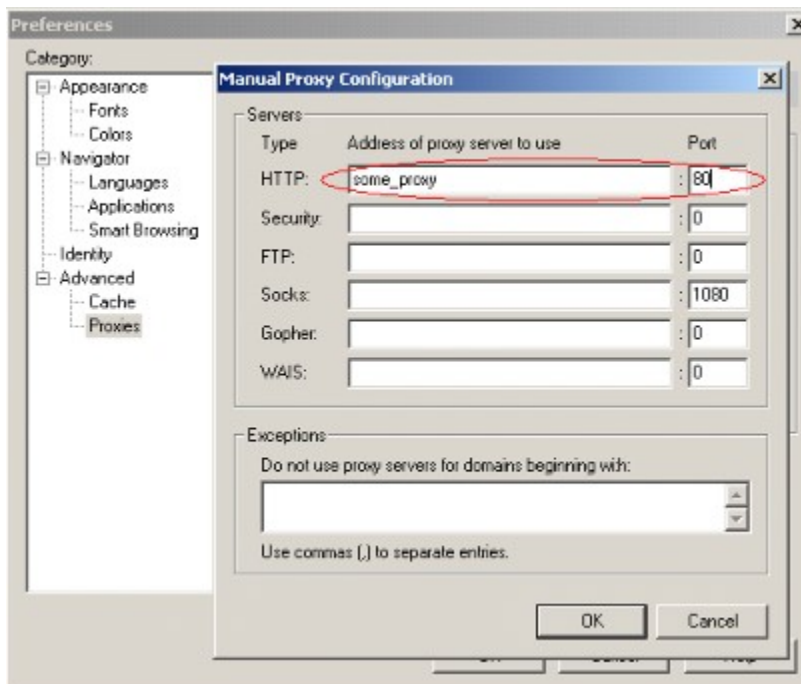 Preferences
Category:
Appearance
Fonts
Colors
Navigator
Languages
Applications
Smart Browsing
Identity
Advanced
Cache
Proxies
Manual Proxy Configuration
Servers
Type Address of proxy server to use Port
HTTP: some_proxy : 80
Security: : 0
FTP: : 0
Socks: : 1080
Gopher: : 0
WAIS: : 0
Exceptions
Do not use proxy servers for domains beginning with:
Use commas (,) to separate entries.
OK Cancel